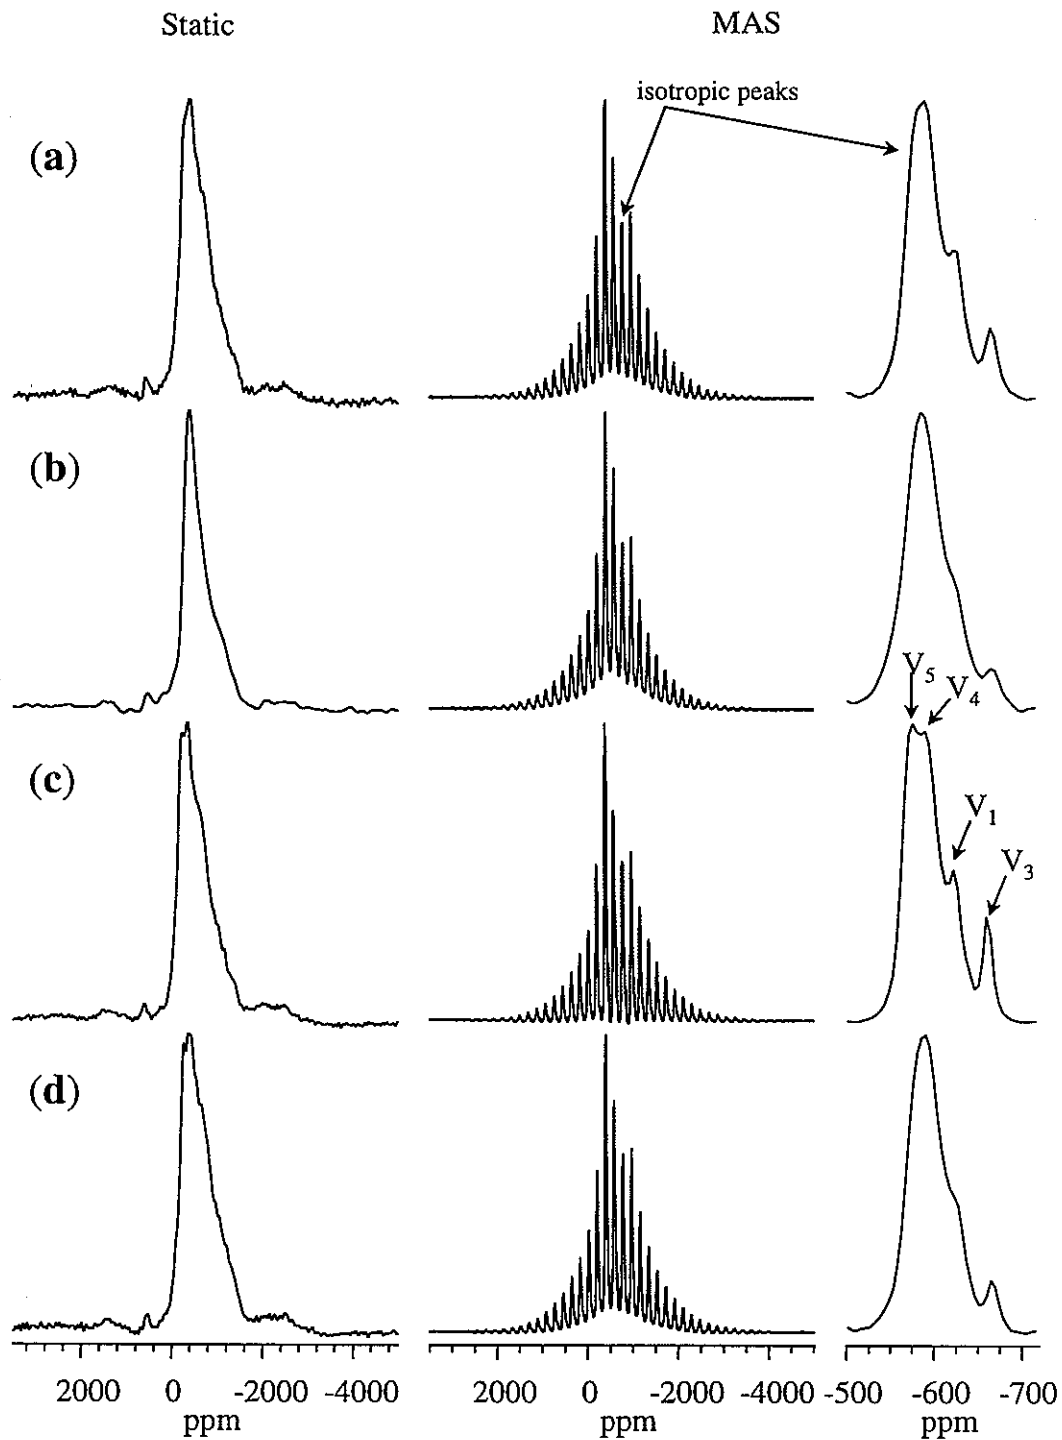 Static MAS
isotropic peaks
(a)
(b)
V5 V4
(c)
V1
V3
(d)
2000 0 -2000 -4000 2000 0 -2000 -4000 -500 -600 -700
ppm ppm ppm